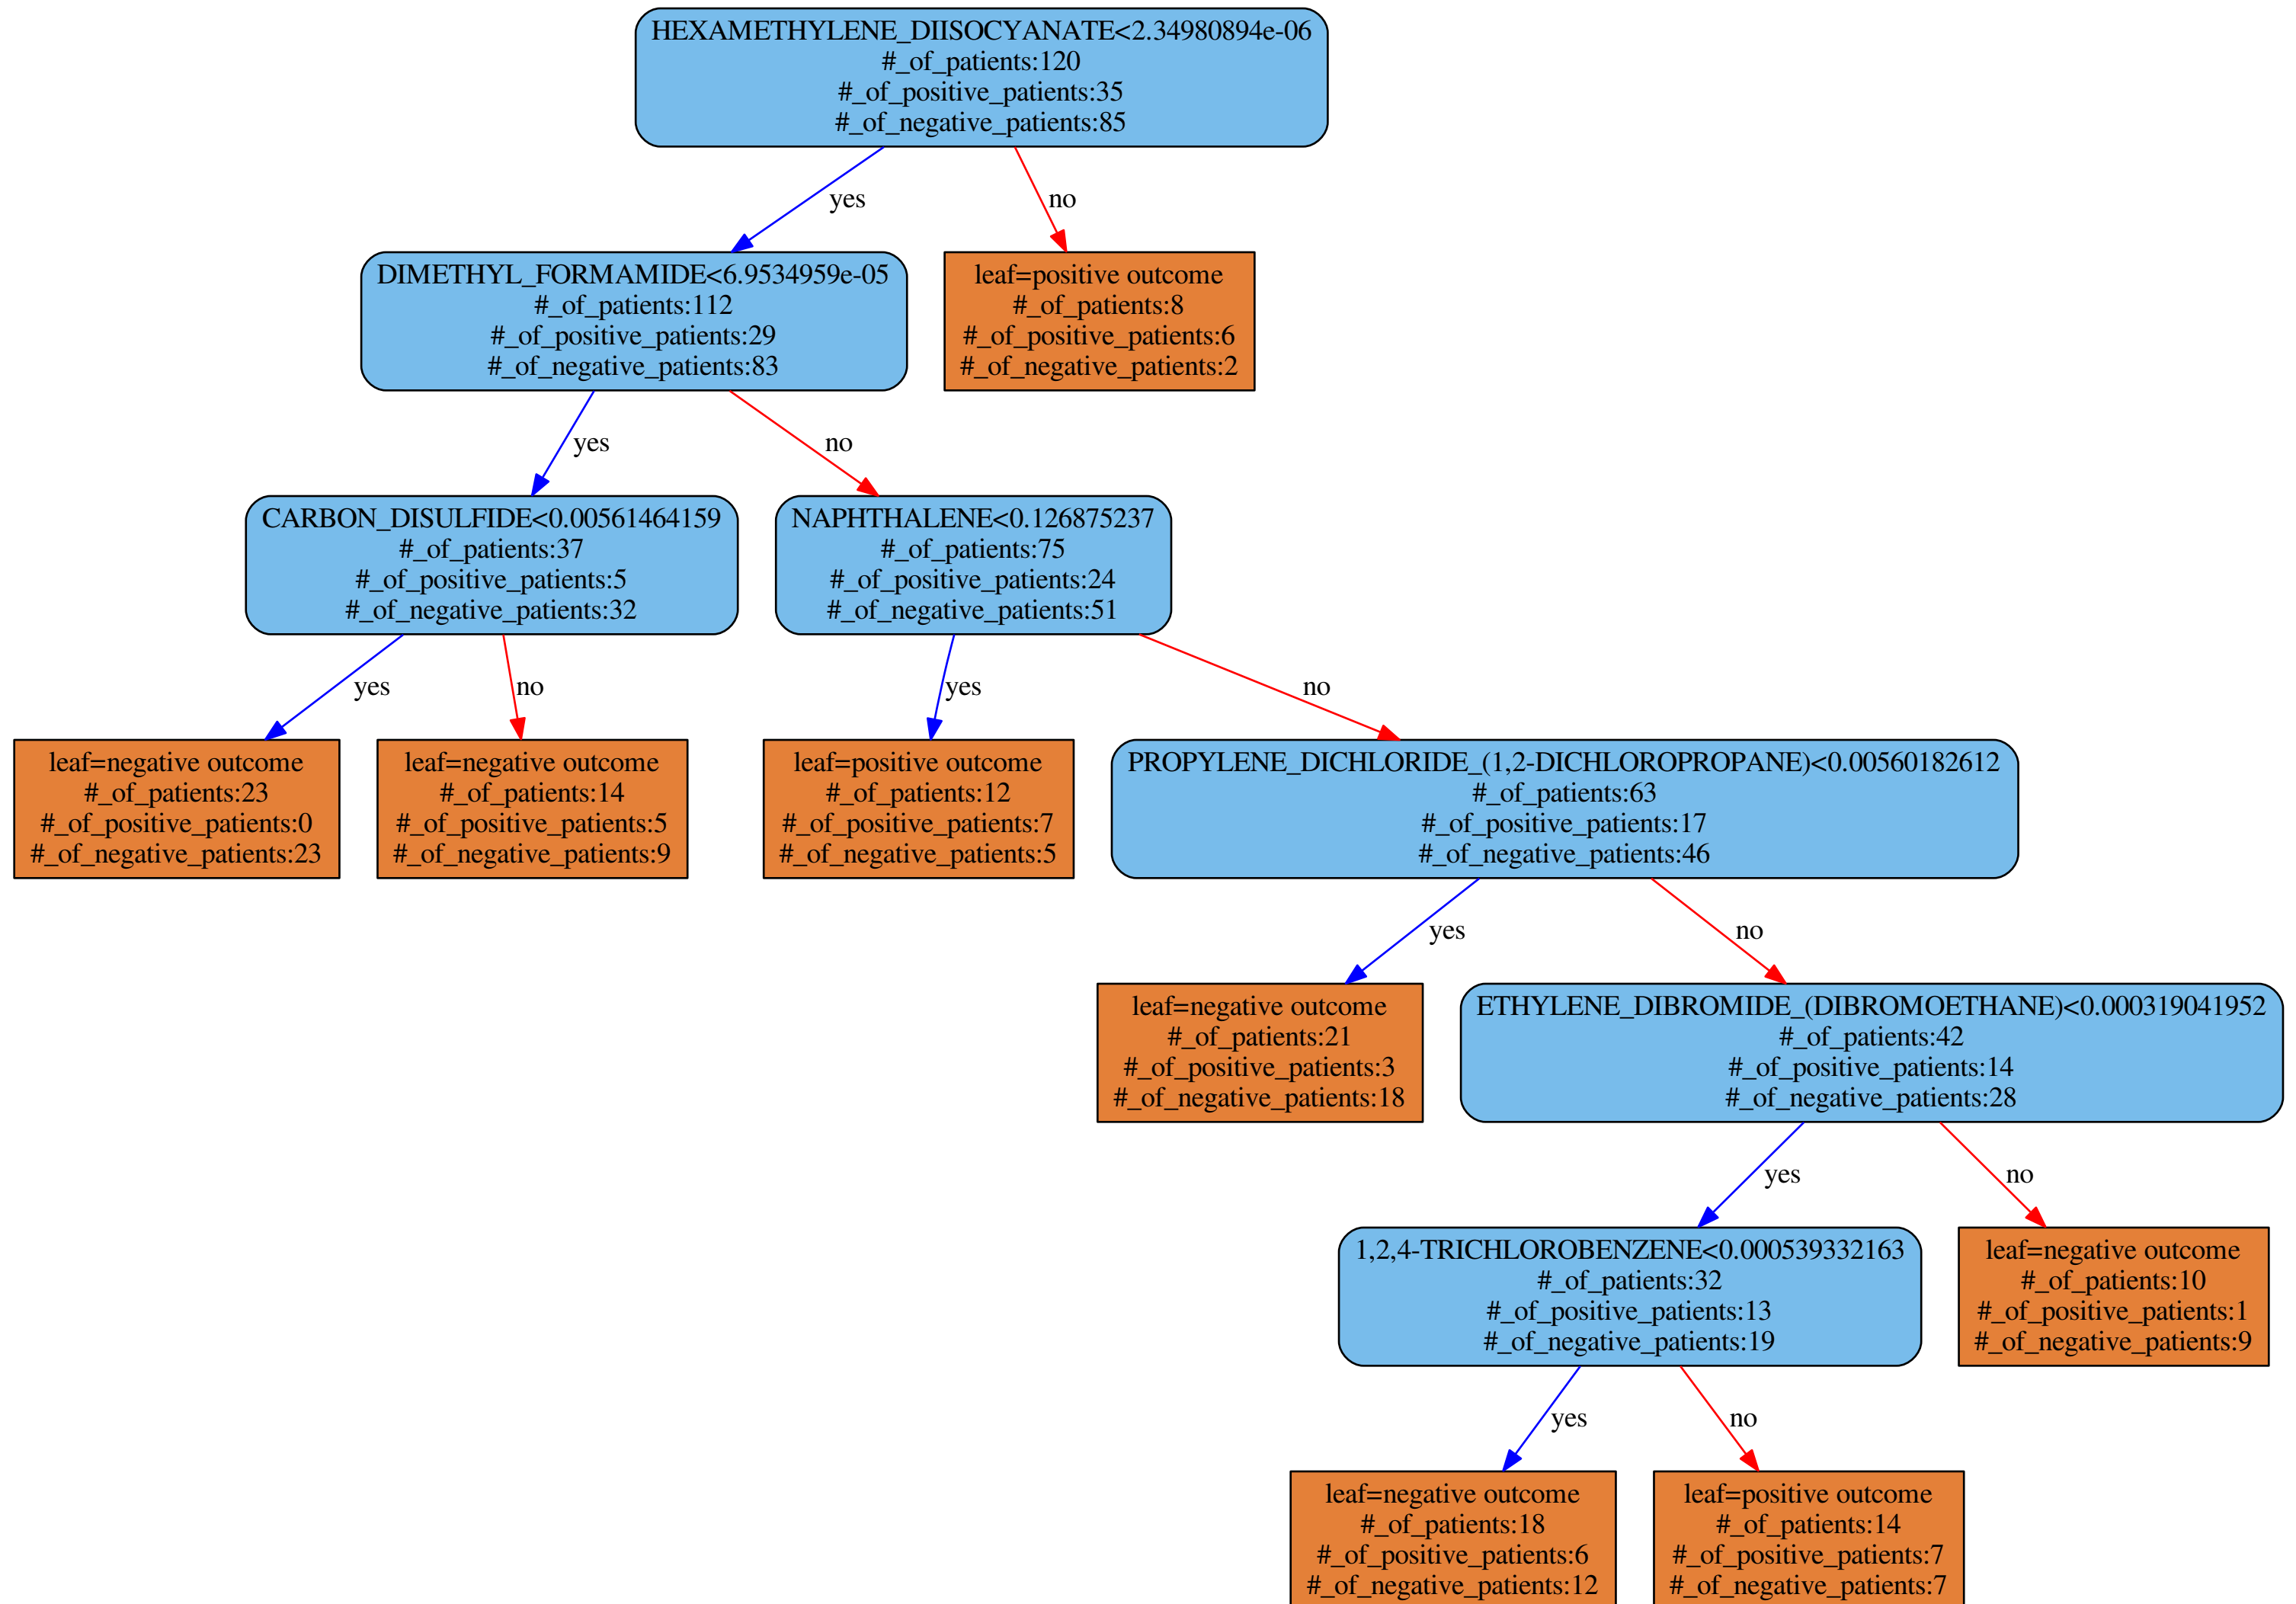 HEXAMETHYLENE_DIISOCYANATE<2.34980894e-06
#_of_patients:120
#_of_positive_patients:35
#_of_negative_patients:85
yes
no
DIMETHYL_FORMAMIDE<6.9534959e-05
#_of_patients:112
#_of_positive_patients:29
#_of_negative_patients:83
leaf=positive outcome
#_of_patients:8
#_of_positive_patients:6
#_of_negative_patients:2
yes
no
CARBON_DISULFIDE<0.00561464159
#_of_patients:37
#_of_positive_patients:5
#_of_negative_patients:32
NAPHTHALENE<0.126875237
#_of_patients:75
#_of_positive_patients:24
#_of_negative_patients:51
yes
no
yes
no
leaf=negative outcome
#_of_patients:23
#_of_positive_patients:0
#_of_negative_patients:23
leaf=negative outcome
#_of_patients:14
#_of_positive_patients:5
#_of_negative_patients:9
leaf=positive outcome
#_of_patients:12
#_of_positive_patients:7
#_of_negative_patients:5
PROPYLENE_DICHLORIDE_(1,2-DICHLOROPROPANE)<0.00560182612
#_of_patients:63
#_of_positive_patients:17
#_of_negative_patients:46
yes
no
leaf=negative outcome
#_of_patients:21
#_of_positive_patients:3
#_of_negative_patients:18
ETHYLENE_DIBROMIDE_(DIBROMOETHANE)<0.000319041952
#_of_patients:42
#_of_positive_patients:14
#_of_negative_patients:28
yes
no
1,2,4-TRICHLOROBENZENE<0.000539332163
#_of_patients:32
#_of_positive_patients:13
#_of_negative_patients:19
leaf=negative outcome
#_of_patients:10
#_of_positive_patients:1
#_of_negative_patients:9
yes
no
leaf=negative outcome
#_of_patients:18
#_of_positive_patients:6
#_of_negative_patients:12
leaf=positive outcome
#_of_patients:14
#_of_positive_patients:7
#_of_negative_patients:7